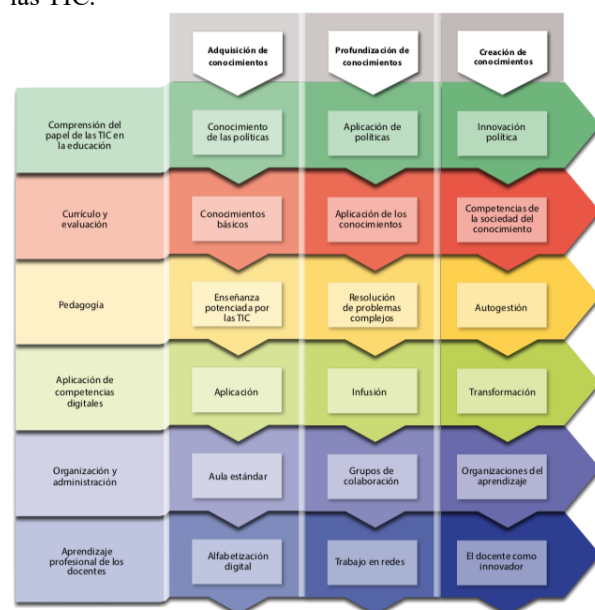 las TIC.
Adquisición de
conocimientos
Profundización de
conocimientos
Creación de
conocimientos
Comprensión del
papel de las TIC en
la educación
Conocimiento
de las políticas
Aplicación de
políticas
Innovación
política
Currículo y
evaluación
Conocimientos
básicos
Aplicación de los
conocimientos
Competencias de
la sociedad del
conocimiento
Pedagogía
Enseñanza
potenciada por
las TIC
Resolución
de problemas
complejos
Autogestión
Aplicación de
competencias
digitales
Aplicación
Infusión
Transformación
Organización y
administración
Aula estándar
Grupos de
colaboración
Organizaciones del
aprendizaje
Aprendizaje
profesional de los
docentes
Alfabetización
digital
Trabajo en redes
El docente como
innovador